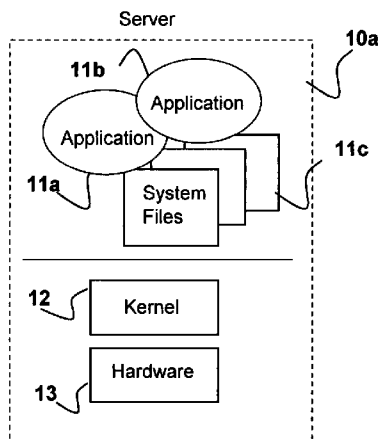 Server
10a
11b
Application
Application
11c
11a
System
Files
12
Kernel
Hardware
13